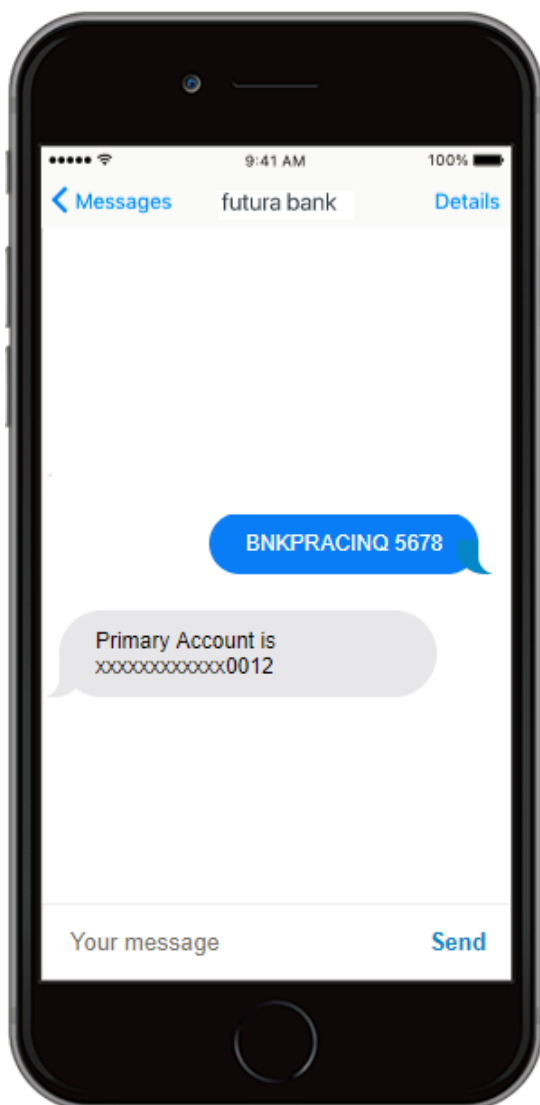 9:41 AM
100%
Messages
futura bank
Details
BNKPRACINQ 5678
Primary Account is
xxxxxxxxxxxx0012
Your message
Send